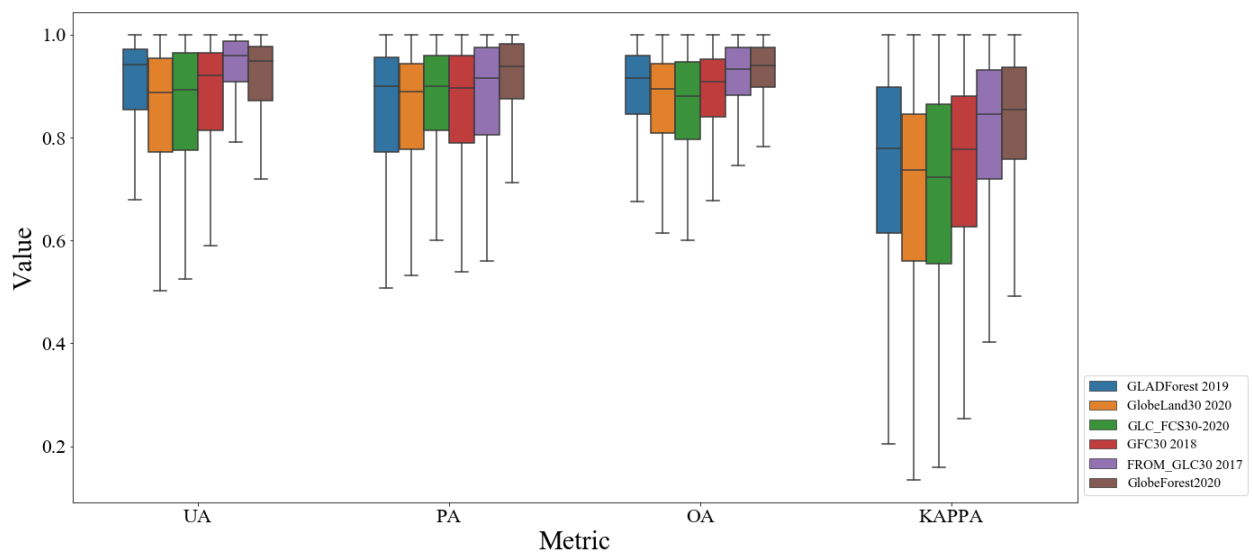 1.0
0.8
0.6
0.4
0.2
Value
UA PA OA KAPPA
Metric
GLADForest 2019
GlobeLand30 2020
GLC_FCS30-2020
GFC30 2018
FROM_GLC30 2017
GlobeForest2020